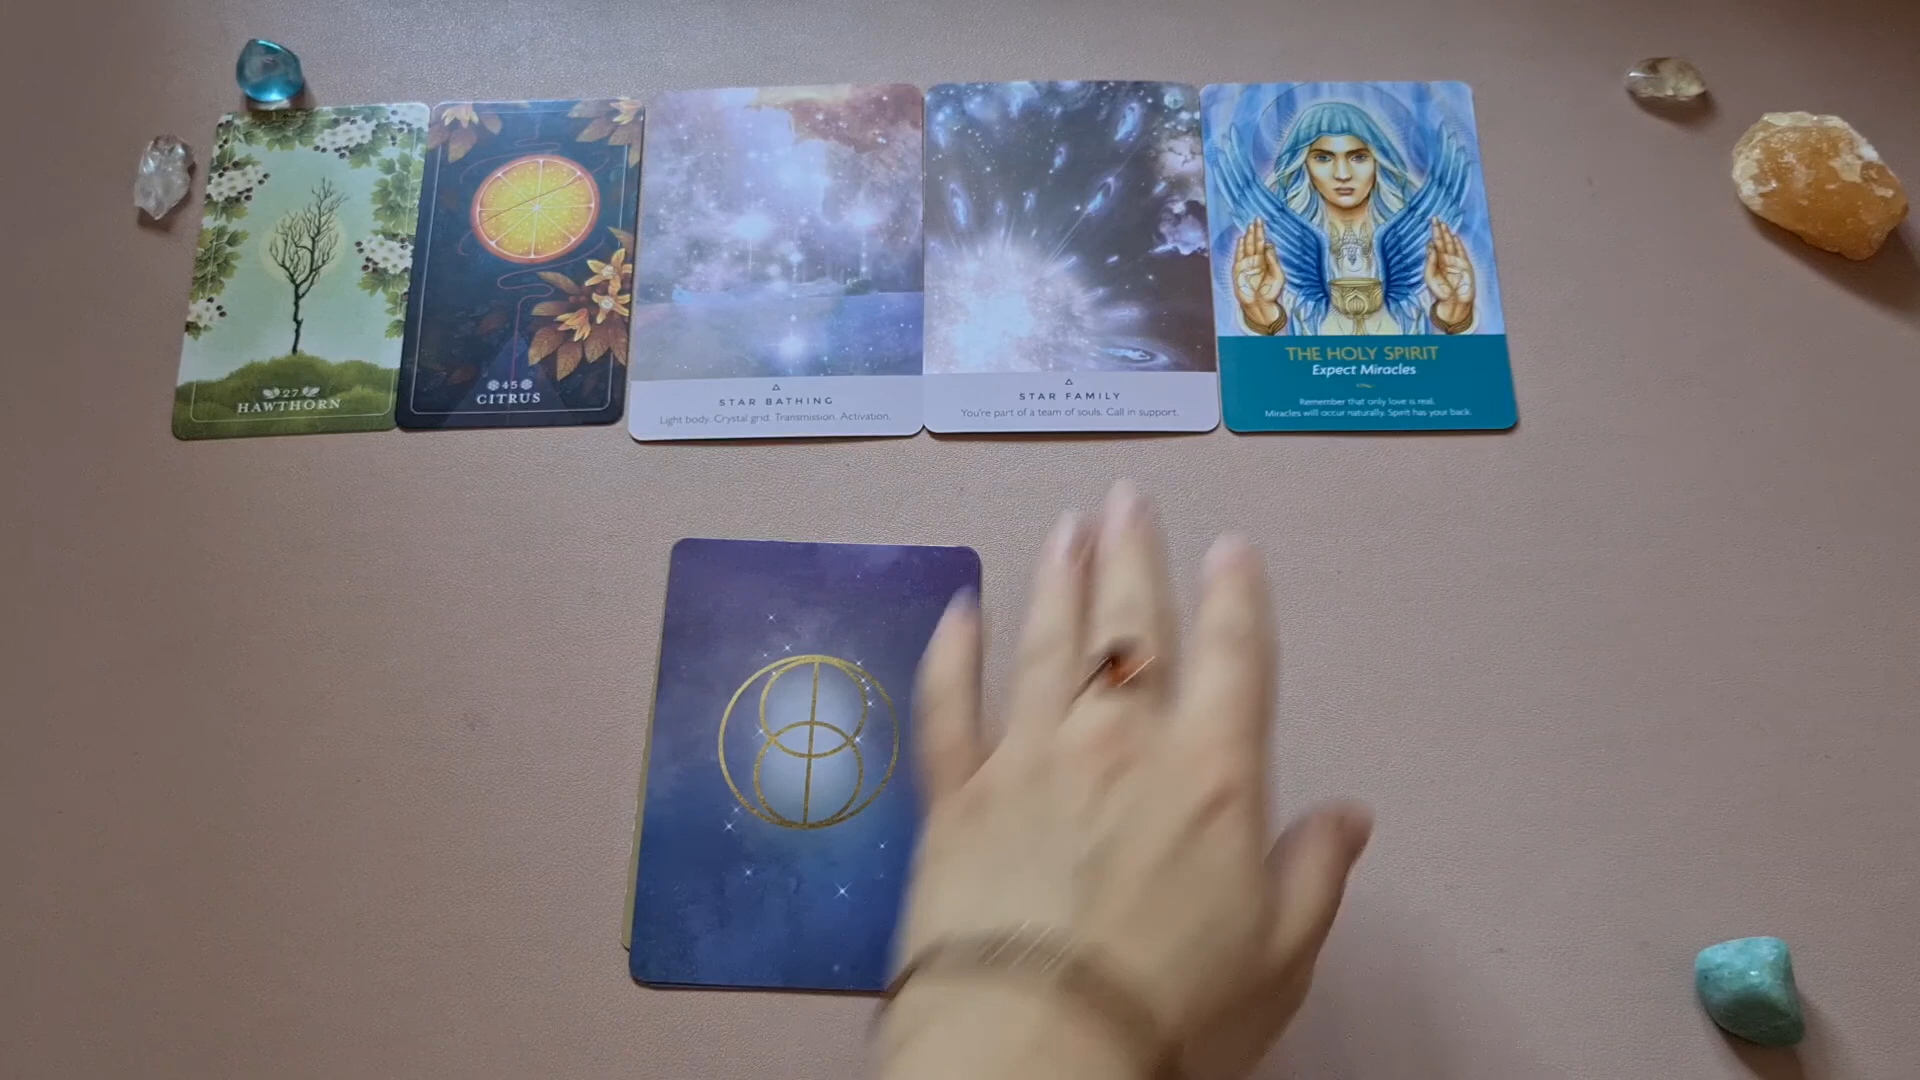 27
HAWTHORN
45
CITRUS
STAR BATHING
Light body. Crystal grid. Transmission. Activation.
STAR FAMILY
You're part of a team of souls. Call in support.
THE HOLY SPIRIT
Expect Miracles
Remember that only love is real.
Miracles will occur naturally. Spirit has your back.